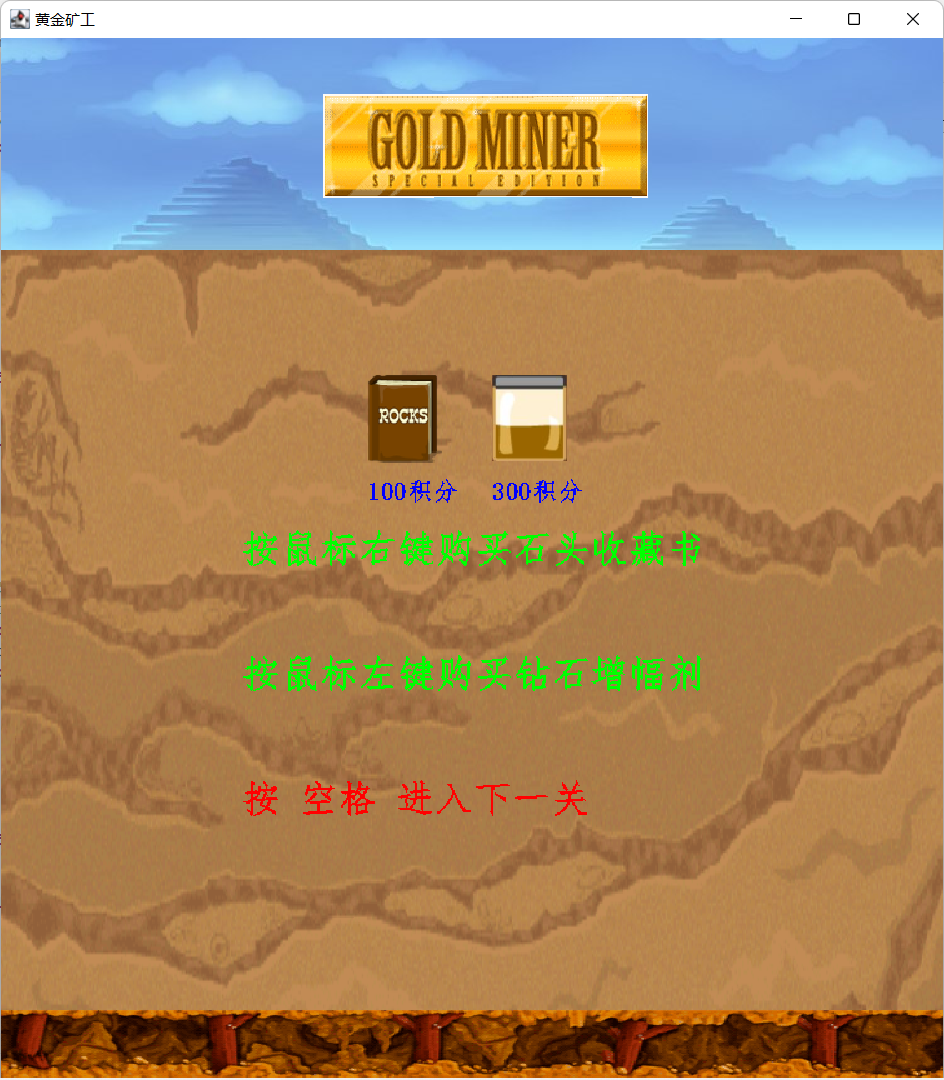 黄金矿工
GOLD MINER
SPECIAL EDITION
ROCKS
100积分 300积分
按鼠标右键购买石头收藏书
按鼠标左键购买钻石增幅剂
按 空格 进入下一关